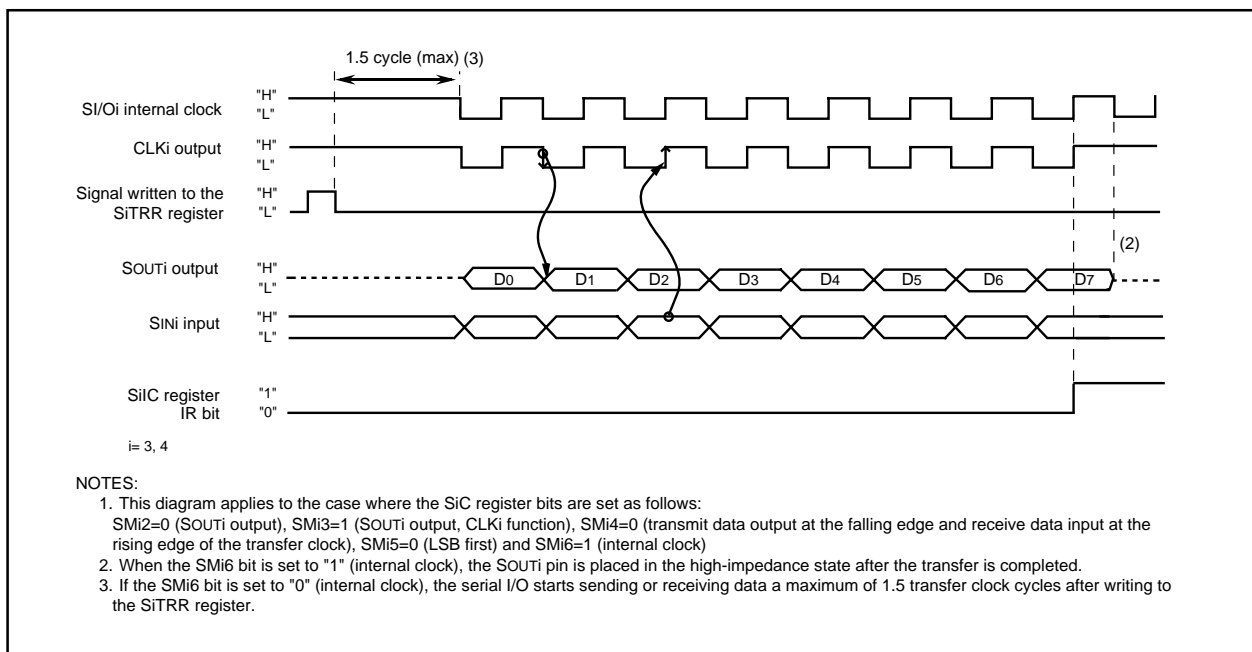 1.5 cycle (max) (3)
SI/Oi internal clock "H" "L"
CLKi output "H" "L"
Signal written to the SiTRR register "H" "L"
(2)
SOUTi output "H" "L" D0 D1 D2 D3 D4 D5 D6 D7
SINi input "H" "L"
SiIC register IR bit "1" "0"
i= 3, 4
NOTES:
1. This diagram applies to the case where the SiC register bits are set as follows:
SMi2=0 (SOUTi output), SMi3=1 (SOUTi output, CLKi function), SMi4=0 (transmit data output at the falling edge and receive data input at the
rising edge of the transfer clock), SMi5=0 (LSB first) and SMi6=1 (internal clock)
2. When the SMi6 bit is set to "1" (internal clock), the SOUTi pin is placed in the high-impedance state after the transfer is completed.
3. If the SMi6 bit is set to "0" (internal clock), the serial I/O starts sending or receiving data a maximum of 1.5 transfer clock cycles after writing to
the SiTRR register.